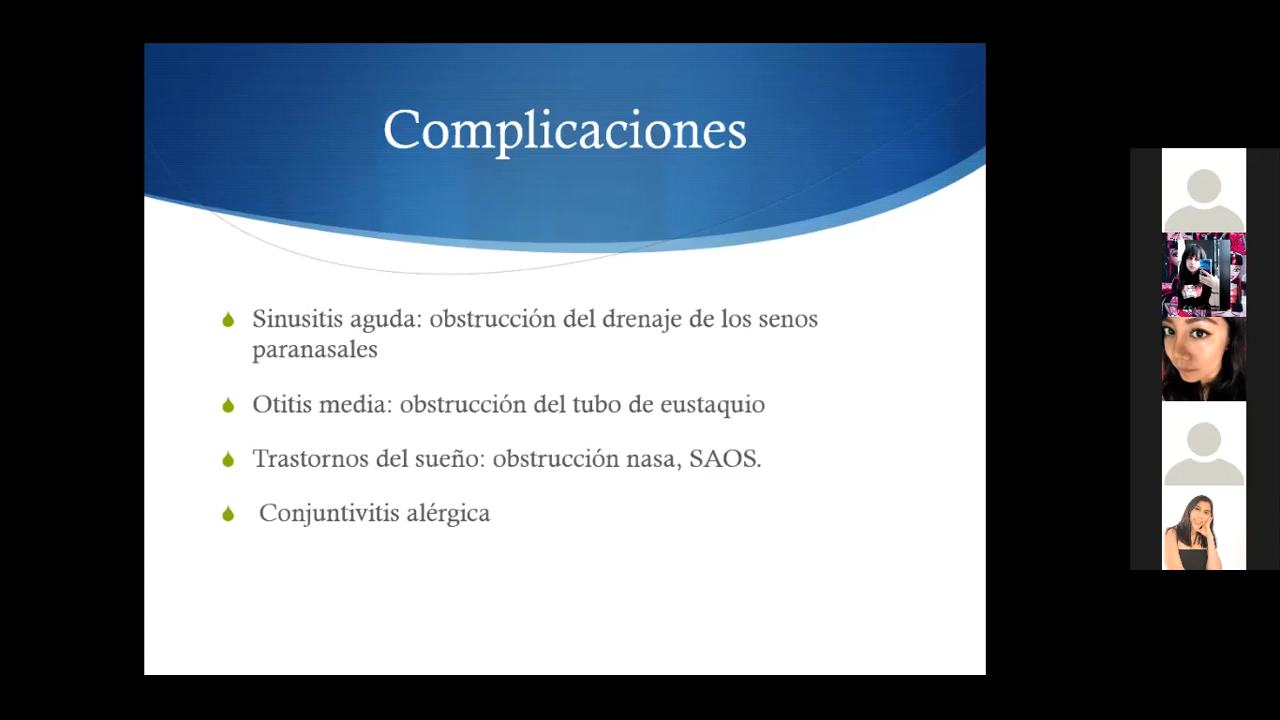 Complicaciones
Sinusitis aguda: obstrucción del drenaje de los senos
paranasales
Otitis media: obstrucción del tubo de eustaquio
Trastornos del sueño: obstrucción nasa, SAOS.
Conjuntivitis alérgica